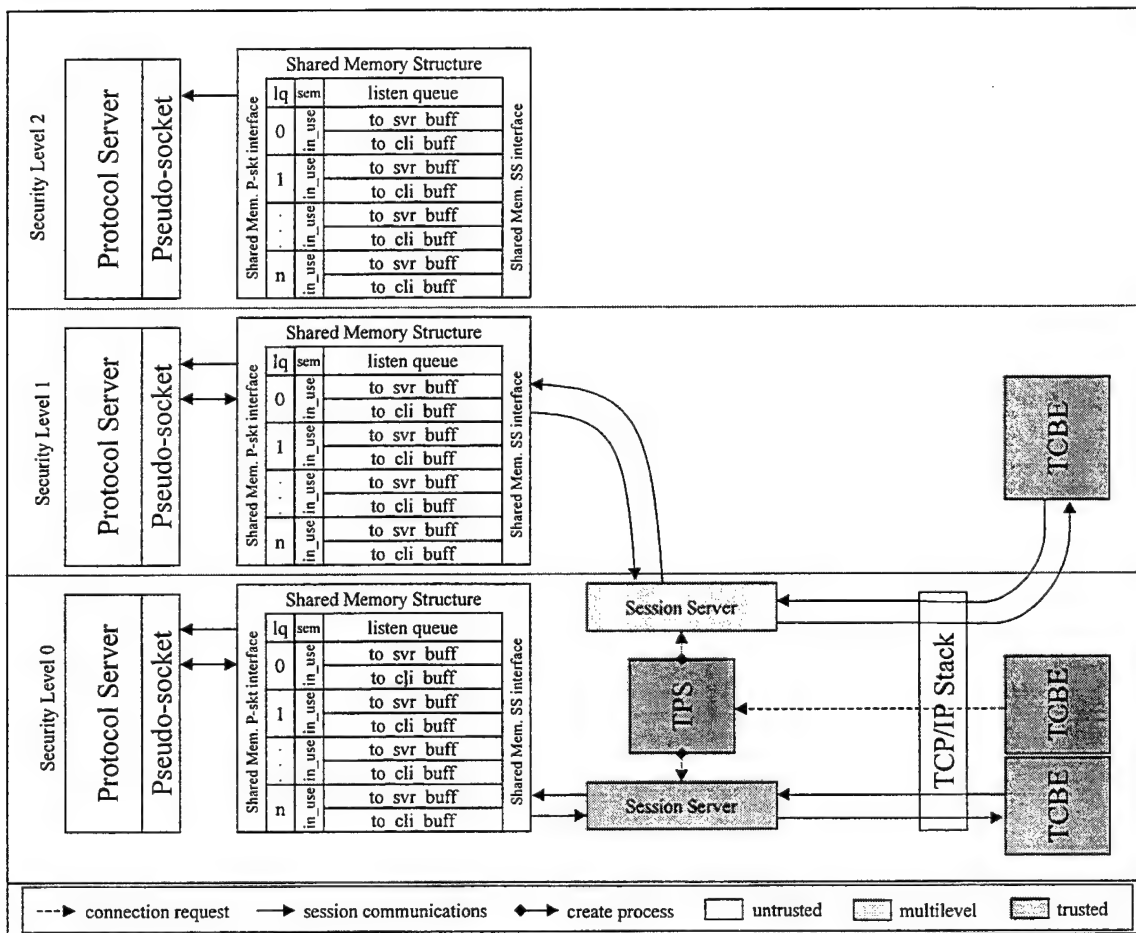 Security Level 2
Protocol Server
Pseudo-socket
Shared Memory Structure
Shared Mem. P-skt interface
lq sem listen queue
0 in_use to svr buff
to cli buff
1 in_use to svr buff
to cli buff
. in_use to svr buff
. to cli buff
n in_use to svr buff
to cli buff
Shared Mem. SS interface
Security Level 1
Protocol Server
Pseudo-socket
Shared Memory Structure
Shared Mem. P-skt interface
lq sem listen queue
0 in_use to svr buff
to cli buff
1 in_use to svr buff
to cli buff
. in_use to svr buff
. to cli buff
n in_use to svr buff
to cli buff
Shared Mem. SS interface
TCBE
Security Level 0
Protocol Server
Pseudo-socket
Shared Memory Structure
Shared Mem. P-skt interface
lq sem listen queue
0 in_use to svr buff
to cli buff
1 in_use to svr buff
to cli buff
. in_use to svr buff
. to cli buff
n in_use to svr buff
to cli buff
Shared Mem. SS interface
Session Server
TPS
Session Server
TCP/IP Stack
TCBE
TCBE
connection request session communications create process untrusted multilevel trusted